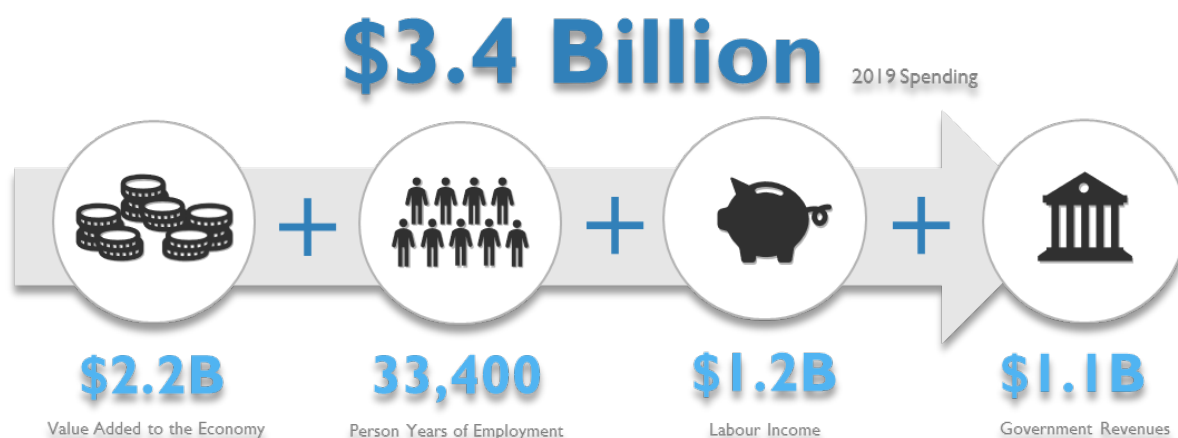 $3.4 Billion 2019 Spending
$2.2B 33,400 $1.2B $1.1B
Value Added to the Economy Person Years of Employment Labour Income Government Revenues